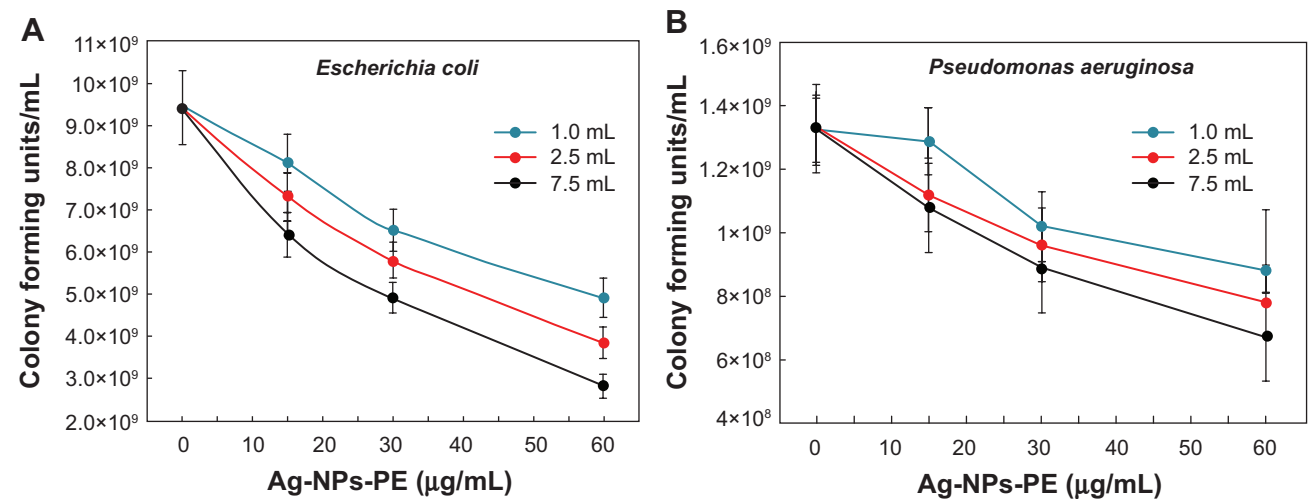 A
Escherichia coli
Colony forming units/mL
11×10⁹
10×10⁹
9.0×10⁹
8.0×10⁹
7.0×10⁹
6.0×10⁹
5.0×10⁹
4.0×10⁹
3.0×10⁹
2.0×10⁹
1.0 mL
2.5 mL
7.5 mL
0 10 20 30 40 50 60
Ag-NPs-PE (μg/mL)
B
Pseudomonas aeruginosa
Colony forming units/mL
1.6×10⁹
1.4×10⁹
1.2×10⁹
1×10⁹
8×10⁸
6×10⁸
4×10⁸
1.0 mL
2.5 mL
7.5 mL
0 10 20 30 40 50 60
Ag-NPs-PE (μg/mL)